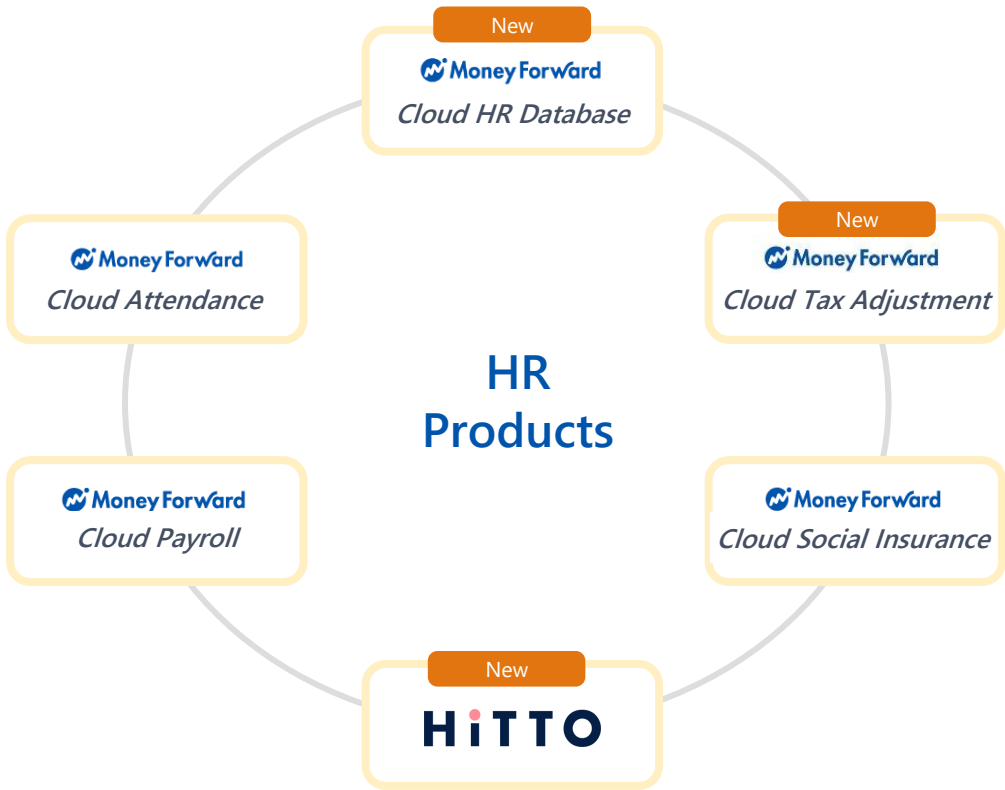 New
Money Forward
Cloud HR Database
New
Money Forward
Cloud Attendance
Money Forward
Cloud Tax Adjustment
HR
Products
Money Forward
Cloud Payroll
Money Forward
Cloud Social Insurance
New
HiTTO